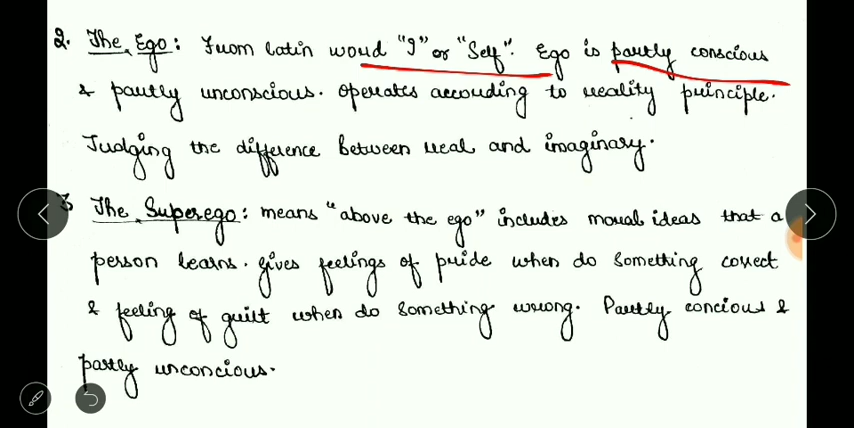 2. The Ego: From latin word "I" or "Self". Ego is partly conscious
& partly unconscious. operates according to reality principle.
Judging the difference between real and imaginary.
3 The Superego: means "above the ego" includes moral ideas that a
person learns. gives feelings of pride when do something correct
& feeling of guilt when do something wrong. Partly concious &
partly unconcious.